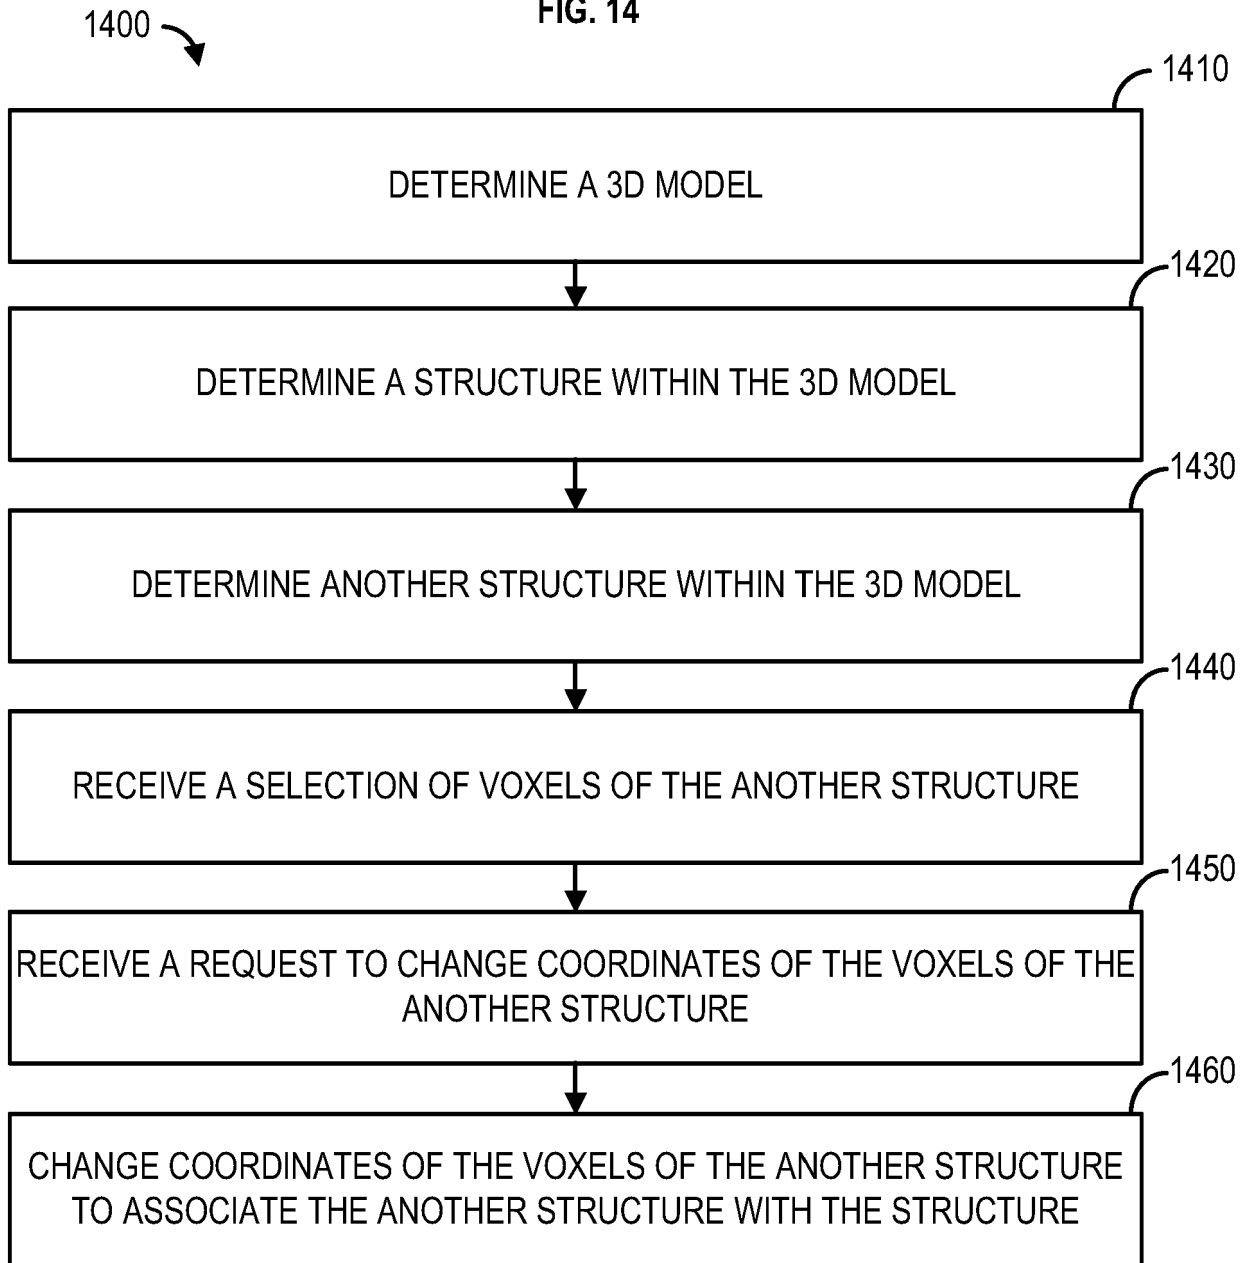 FIG. 14
1400
1410
DETERMINE A 3D MODEL
1420
DETERMINE A STRUCTURE WITHIN THE 3D MODEL
1430
DETERMINE ANOTHER STRUCTURE WITHIN THE 3D MODEL
1440
RECEIVE A SELECTION OF VOXELS OF THE ANOTHER STRUCTURE
1450
RECEIVE A REQUEST TO CHANGE COORDINATES OF THE VOXELS OF THE
ANOTHER STRUCTURE
1460
CHANGE COORDINATES OF THE VOXELS OF THE ANOTHER STRUCTURE
TO ASSOCIATE THE ANOTHER STRUCTURE WITH THE STRUCTURE